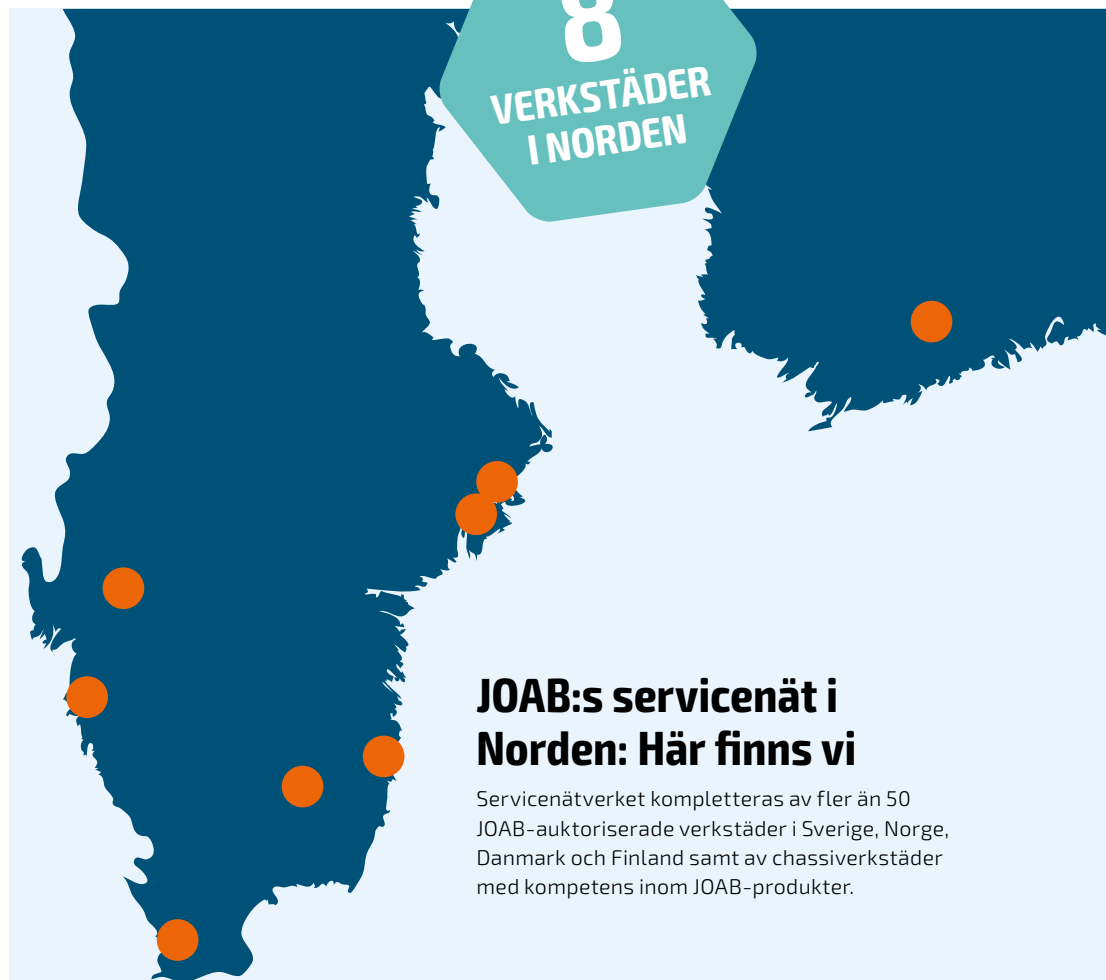 8
VERKSTÄDER
I NORDEN
JOAB:s servicenät i
Norden: Här finns vi
Servicenätverket kompletteras av fler än 50
JOAB-auktoriserade verkstäder i Sverige, Norge,
Danmark och Finland samt av chassiverkstäder
med kompetens inom JOAB-produkter.